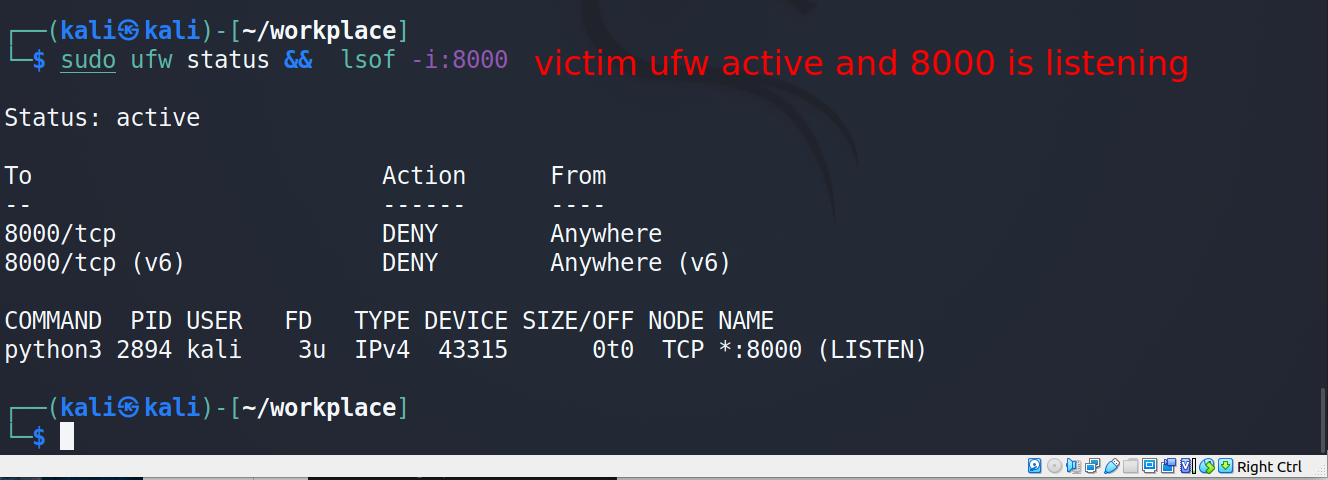 ┌──(kali㉿kali)-[~/workplace]
└─$ sudo ufw status && lsof -i:8000 victim ufw active and 8000 is listening
Status: active
To Action From
-- ------ ----
8000/tcp DENY Anywhere
8000/tcp (v6) DENY Anywhere (v6)
COMMAND PID USER FD TYPE DEVICE SIZE/OFF NODE NAME
python3 2894 kali 3u IPv4 43315 0t0 TCP *:8000 (LISTEN)
┌──(kali㉿kali)-[~/workplace]
└─$
Right Ctrl